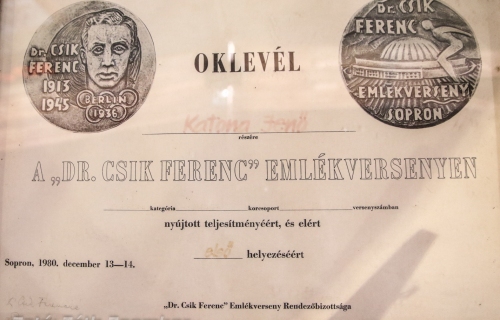 Dr. CSIK
FERENC
1913
1945
BERLIN
1936
Dr. CSIK
FERENC
EMLÉKVERSENY
SOPRON
OKLEVÉL
Katona Jenő
részére
A „DR. CSIK FERENC” EMLÉKVERSENYEN
kategória korcsoport versenyszámban
nyújtott teljesítményéért, és elért
első helyezéséért
Sopron, 1980. december 13—14.
„Dr. Csik Ferenc” Emlékverseny Rendezőbizottsága